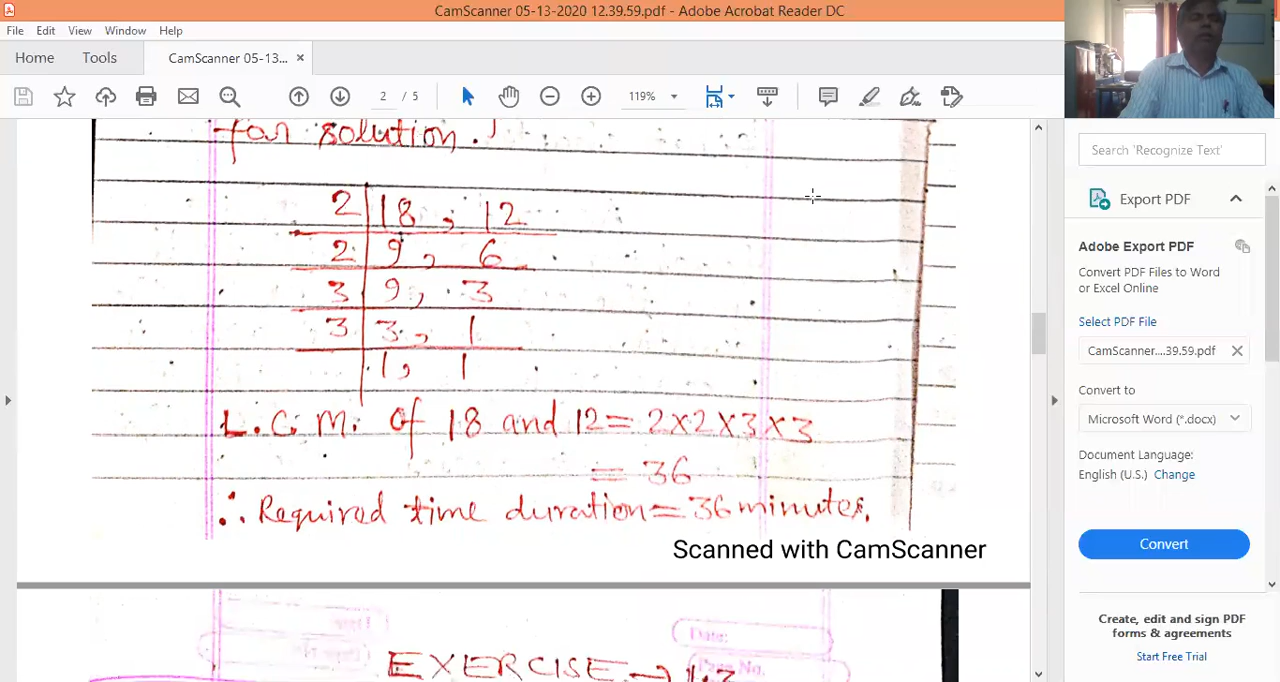 CamScanner 05-13-2020 12.39.59.pdf - Adobe Acrobat Reader DC
File Edit View Window Help
Home Tools CamScanner 05-13... ×
2 / 5 119%
for solution.
2 | 18, 12
2 | 9, 6
3 | 9, 3
3 | 3, 1
1, 1
L.C.M. of 18 and 12 = 2×2×3×3
= 36
∴ Required time duration = 36 minutes.
Scanned with CamScanner
Date:
Page No.
EXERCISE → 1.3
Search 'Recognize Text'
Export PDF
Adobe Export PDF
Convert PDF Files to Word
or Excel Online
Select PDF File
CamScanner....39.59.pdf ×
Convert to
Microsoft Word (*.docx)
Document Language:
English (U.S.) Change
Convert
Create, edit and sign PDF
forms & agreements
Start Free Trial